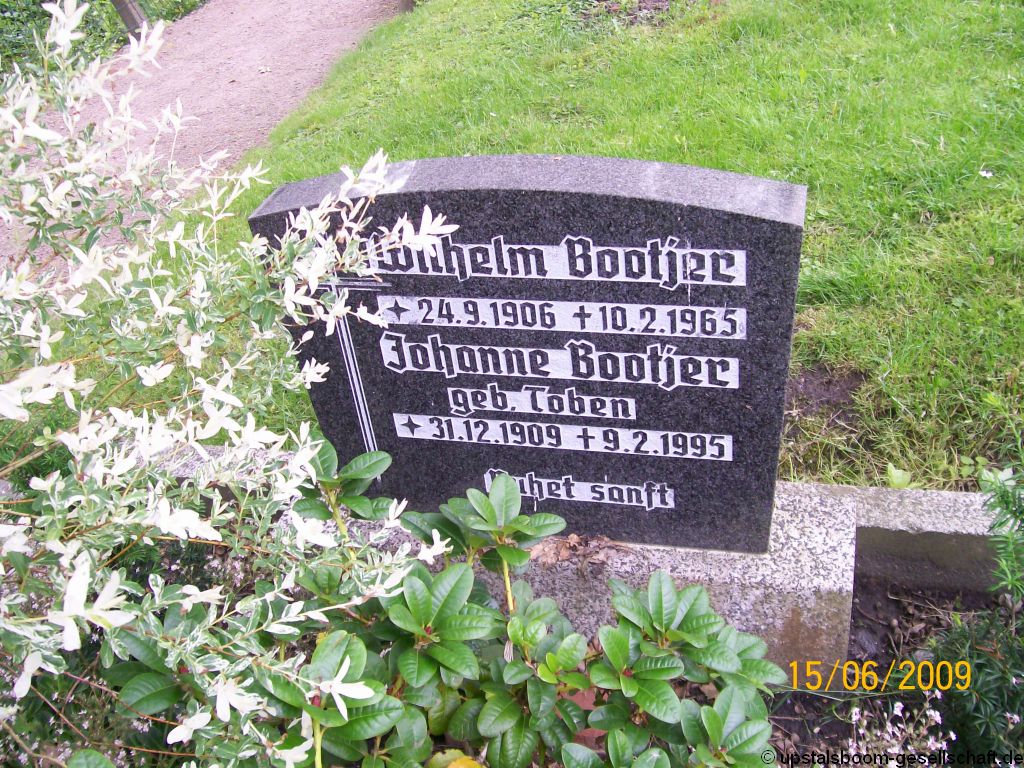 Wilhelm Bootjer
✦ 24.9.1906 + 10.2.1965
Johanne Bootjer
geb. Toben
✦ 31.12.1909 + 9.2.1995
Ruhet sanft
15/06/2009
© upstalsboom-gesellschaft.de